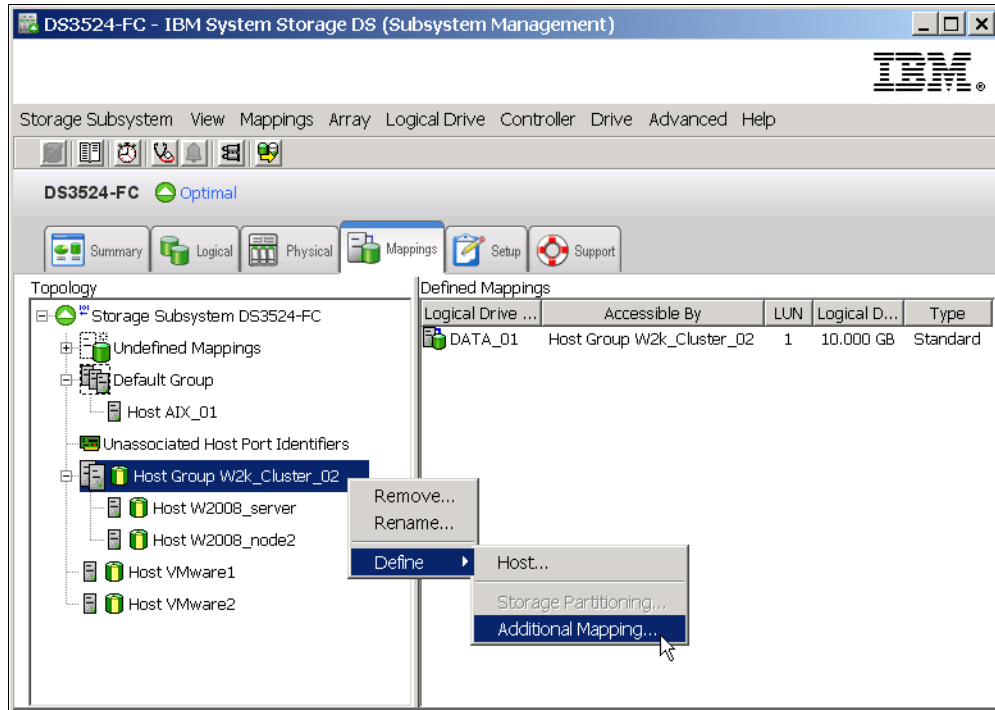 DS3524-FC - IBM System Storage DS (Subsystem Management)
IBM®
Storage Subsystem View Mappings Array Logical Drive Controller Drive Advanced Help
DS3524-FC Optimal
Summary Logical Physical Mappings Setup Support
Topology
Storage Subsystem DS3524-FC
Undefined Mappings
Default Group
Host AIX_01
Unassociated Host Port Identifiers
Host Group W2k_Cluster_02
Host W2008_server
Host W2008_node2
Host VMware1
Host VMware2
Defined Mappings
Logical Drive ... Accessible By LUN Logical D... Type
DATA_01 Host Group W2k_Cluster_02 1 10.000 GB Standard
Remove...
Rename...
Define
Host...
Storage Partitioning...
Additional Mapping...